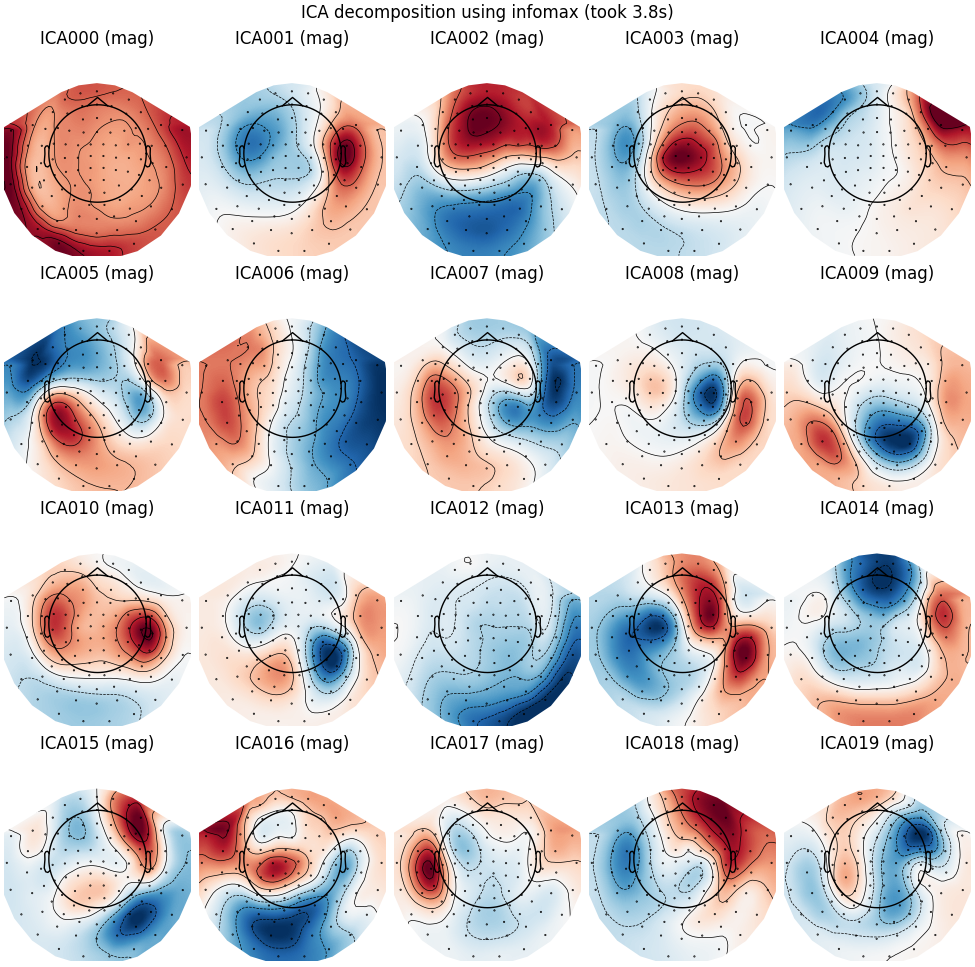 ICA decomposition using infomax (took 3.8s)
ICA000 (mag) ICA001 (mag) ICA002 (mag) ICA003 (mag) ICA004 (mag)
ICA005 (mag) ICA006 (mag) ICA007 (mag) ICA008 (mag) ICA009 (mag)
ICA010 (mag) ICA011 (mag) ICA012 (mag) ICA013 (mag) ICA014 (mag)
ICA015 (mag) ICA016 (mag) ICA017 (mag) ICA018 (mag) ICA019 (mag)